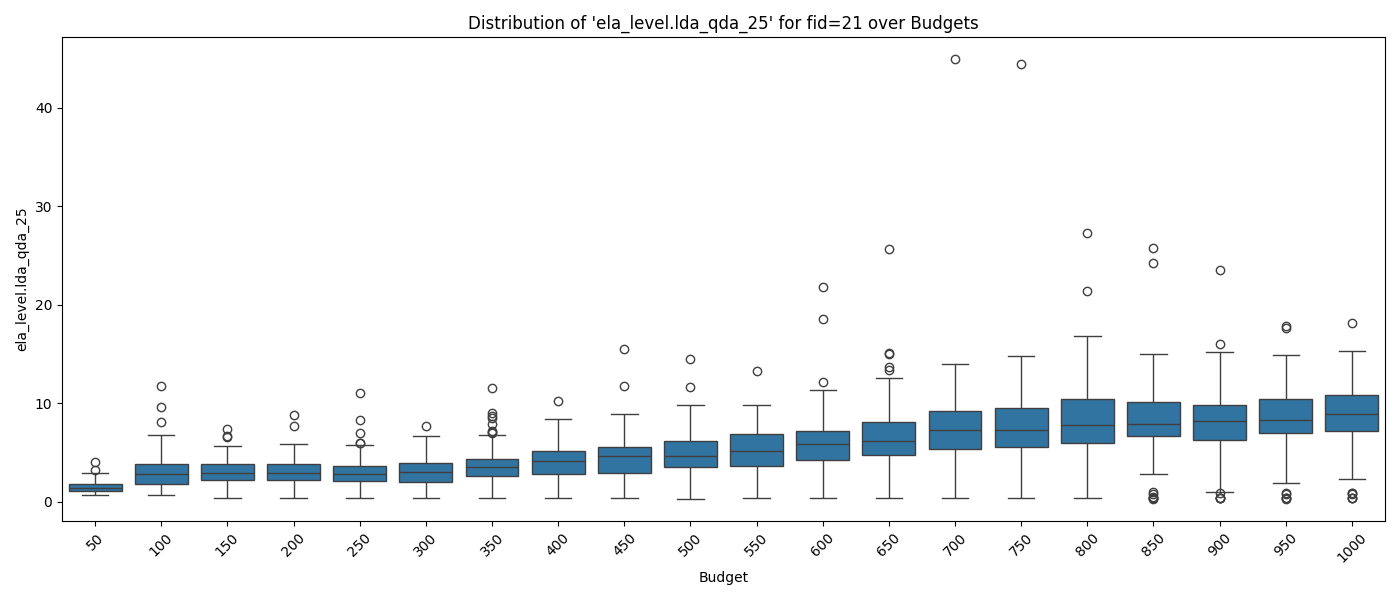 Distribution of 'ela_level.lda_qda_25' for fid=21 over Budgets
ela_level.lda_qda_25
40
30
20
10
0
50 100 150 200 250 300 350 400 450 500 550 600 650 700 750 800 850 900 950 1000
Budget